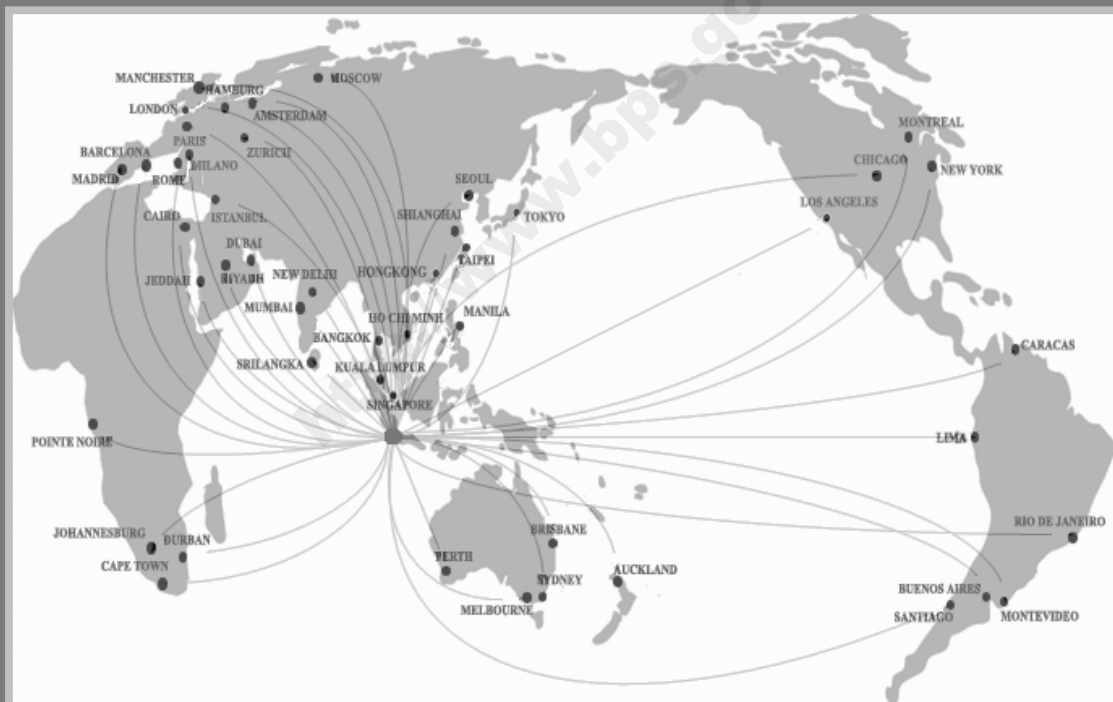 MANCHESTER
MOSCOW
HAMBURG
LONDON
AMSTERDAM
PARIS
ZURICH
BARCELONA
MILANO
MADRID
ROME
CAIRO
ISTANBUL
SEOUL
SHIANGHAI
TOKYO
DUBAI
TAIPEI
JEDDAH
RIYADH
NEW DELHI
HONGKONG
MUMBAI
HO CHI MINH
MANILA
BANGKOK
SRILANGKA
KUALA LUMPUR
SINGAPORE
POINTE NOIRE
JOHANNESBURG
DURBAN
CAPE TOWN
PERTH
BRISBANE
SYDNEY
MELBOURNE
AUCKLAND
MONTREAL
CHICAGO
NEW YORK
LOS ANGELES
CARACAS
LIMA
RIO DE JANEIRO
BUENOS AIRES
SANTIAGO
MONTEVIDEO